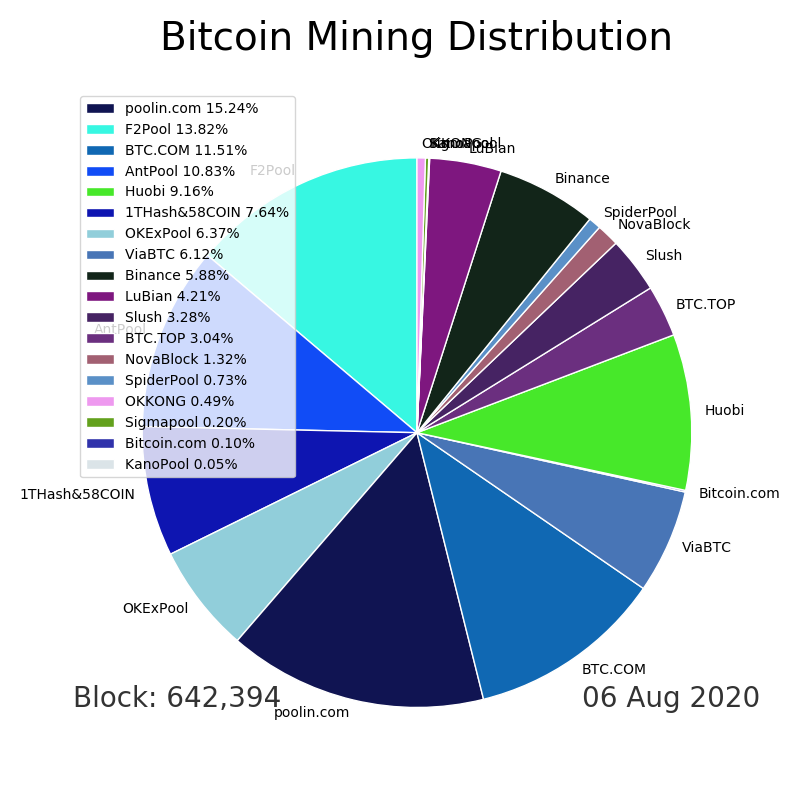 Bitcoin Mining Distribution
poolin.com 15.24%
F2Pool 13.82%
BTC.COM 11.51%
AntPool 10.83%
Huobi 9.16%
1THash&58COIN 7.64%
OKExPool 6.37%
ViaBTC 6.12%
Binance 5.88%
LuBian 4.21%
Slush 3.28%
BTC.TOP 3.04%
NovaBlock 1.32%
SpiderPool 0.73%
OKKONG 0.49%
Sigmapool 0.20%
Bitcoin.com 0.10%
KanoPool 0.05%
LuBian
Binance
SpiderPool
NovaBlock
Slush
BTC.TOP
Huobi
Bitcoin.com
ViaBTC
BTC.COM
poolin.com
OKExPool
1THash&58COIN
AntPool
F2Pool
Block: 642,394
06 Aug 2020